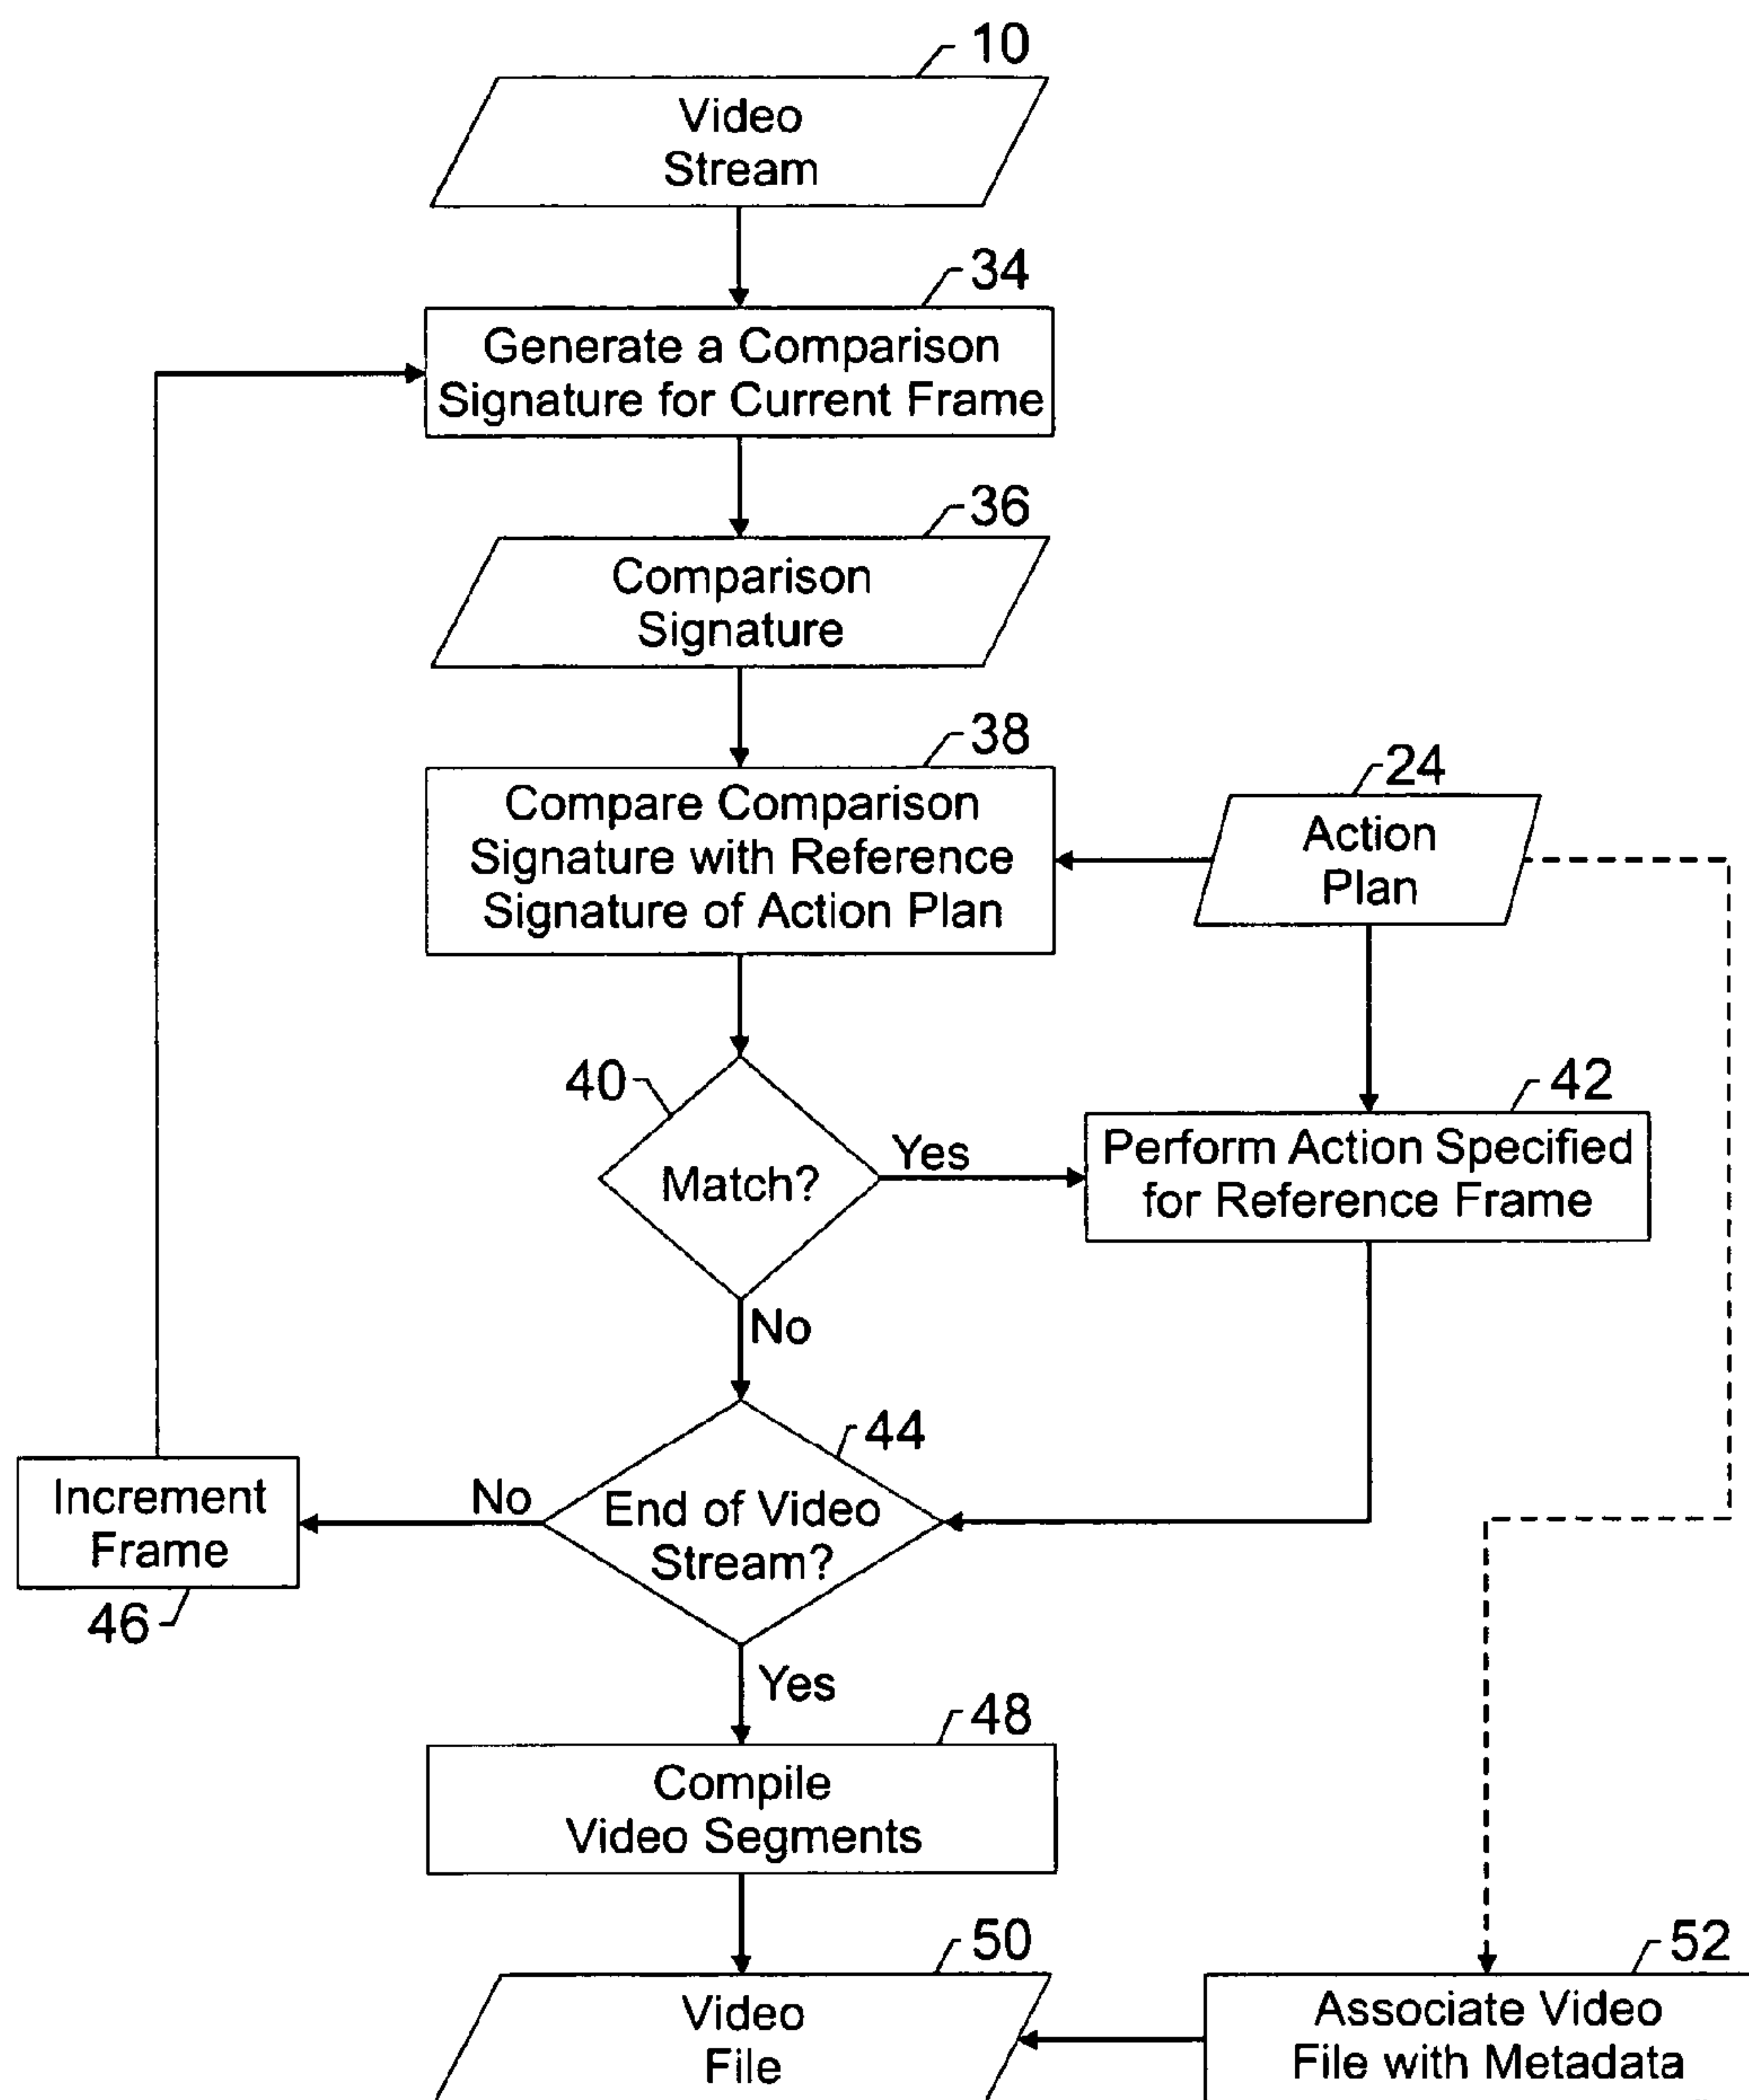 10
Video
Stream
34
Generate a Comparison
Signature for Current Frame
36
Comparison
Signature
38
Compare Comparison
Signature with Reference
Signature of Action Plan
24
Action
Plan
40
Match?
Yes
42
Perform Action Specified
for Reference Frame
No
44
End of Video
Stream?
No
Increment
Frame
46
Yes
48
Compile
Video Segments
50
Video
File
52
Associate Video
File with Metadata